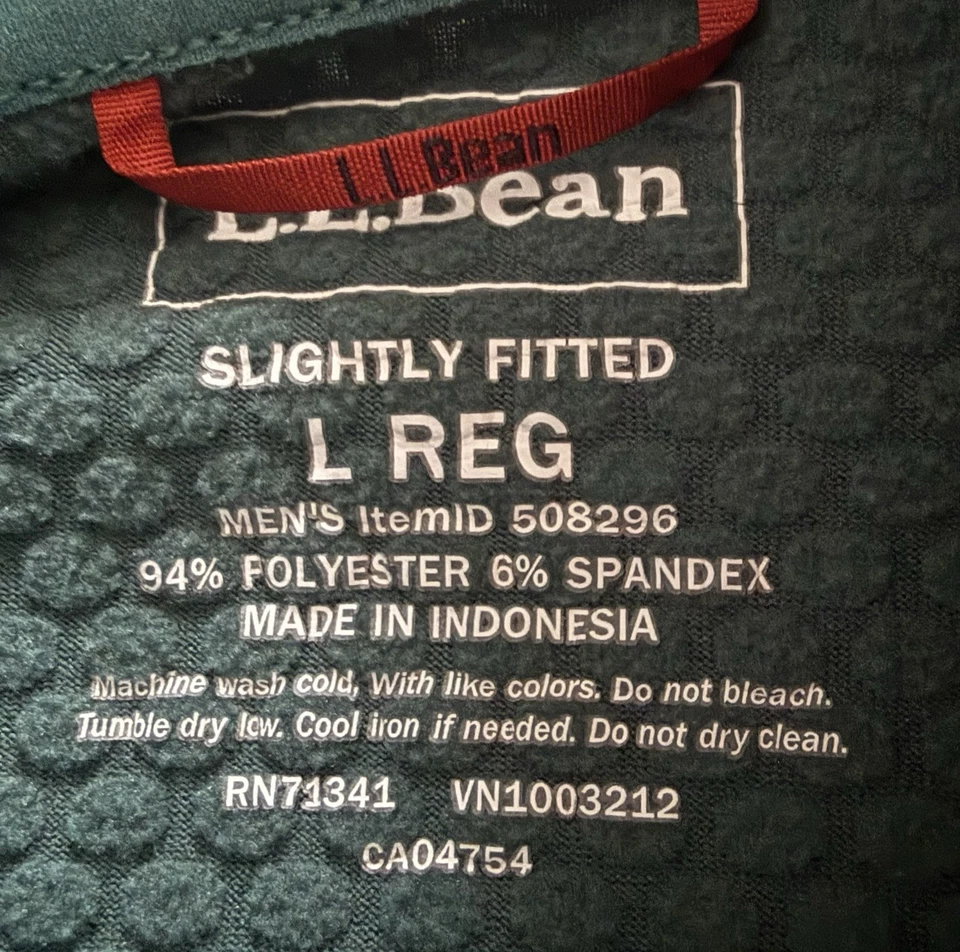 L.L.Bean
L.L.Bean
SLIGHTLY FITTED
L REG
MEN'S ItemID 508296
94% POLYESTER 6% SPANDEX
MADE IN INDONESIA
Machine wash cold, With like colors. Do not bleach.
Tumble dry low. Cool iron if needed. Do not dry clean.
RN71341 VN1003212
CA04754